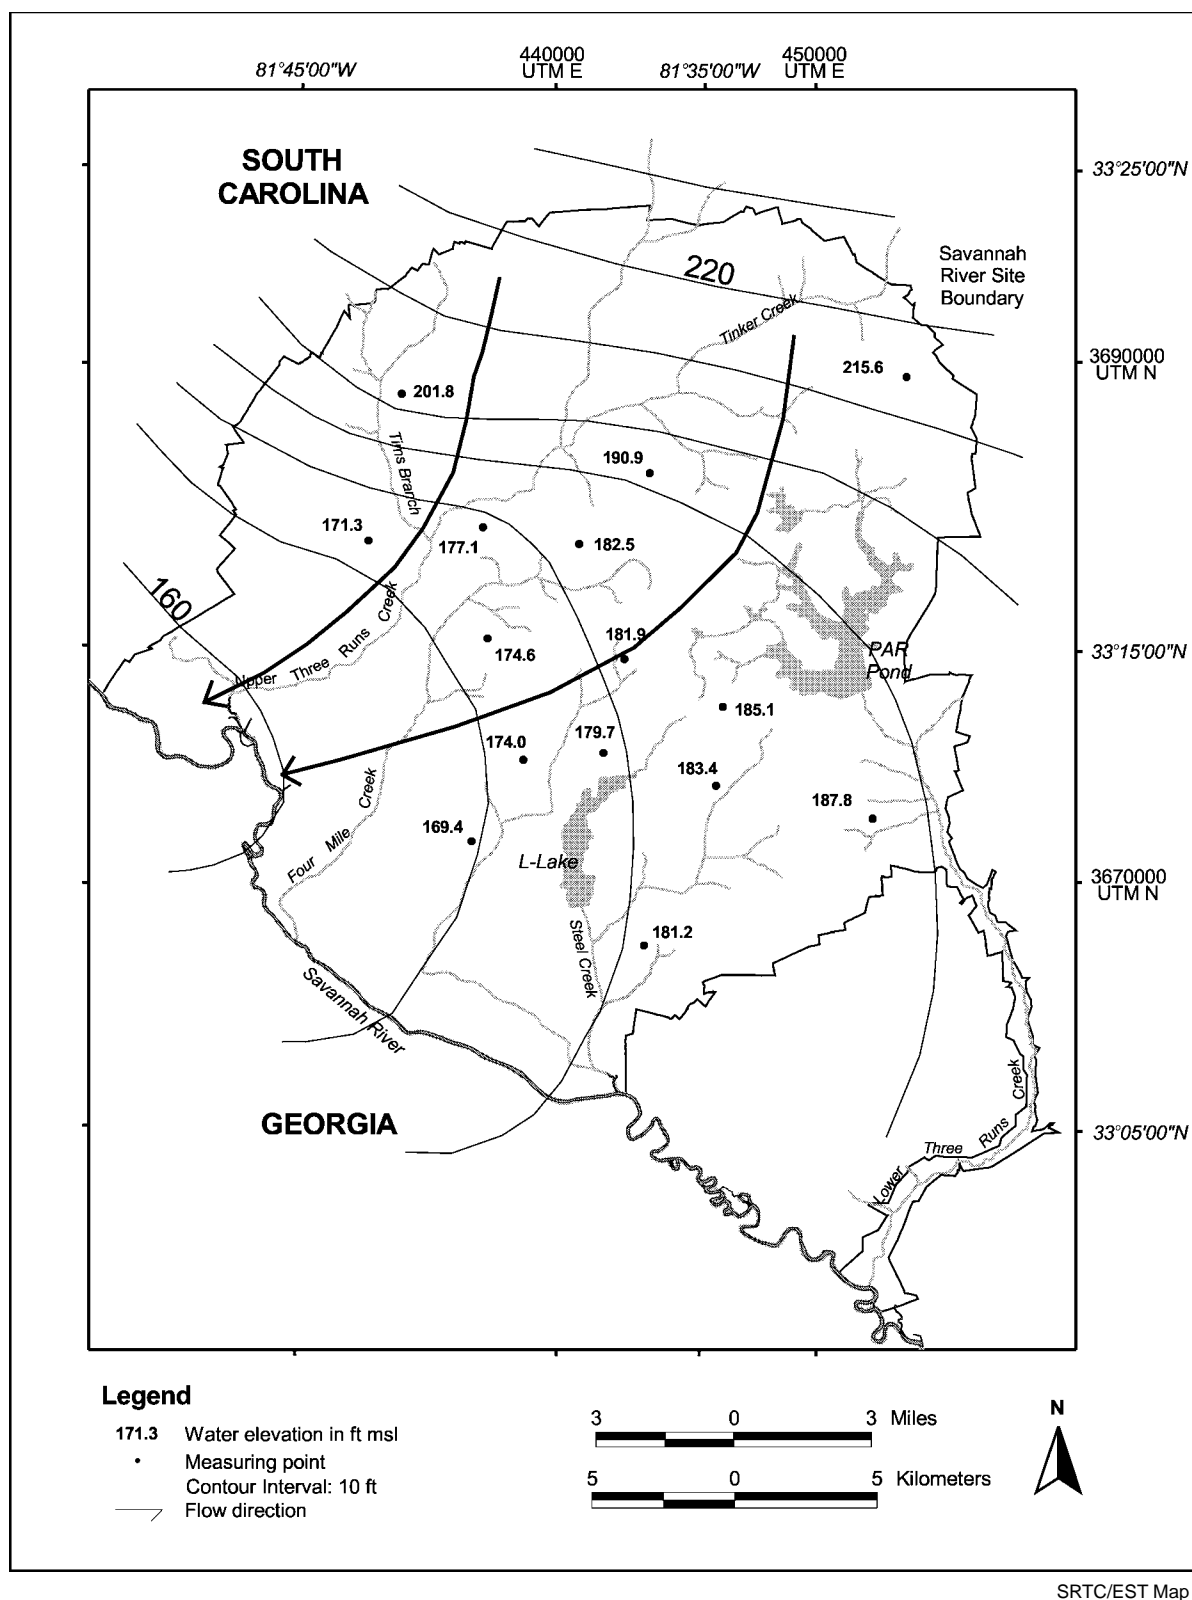 440000
450000
81°45'00"W
UTM E
81°35'00"W
UTM E
SOUTH
CAROLINA
33°25'00"N
220
Savannah
River Site
Boundary
Tinker Creek
3690000
UTM N
215.6
201.8
Tims Branch
190.9
171.3
177.1
182.5
160
Upper Three Runs Creek
181.9
174.6
33°15'00"N
PAR
Pond
185.1
174.0
179.7
183.4
187.8
Four Mile Creek
169.4
L-Lake
3670000
UTM N
181.2
Steel Creek
Savannah River
GEORGIA
33°05'00"N
Lower Three Runs Creek
Legend
171.3 Water elevation in ft msl
Measuring point
Contour Interval: 10 ft
Flow direction
3 0 3 Miles
5 0 5 Kilometers
N
SRTC/EST Map